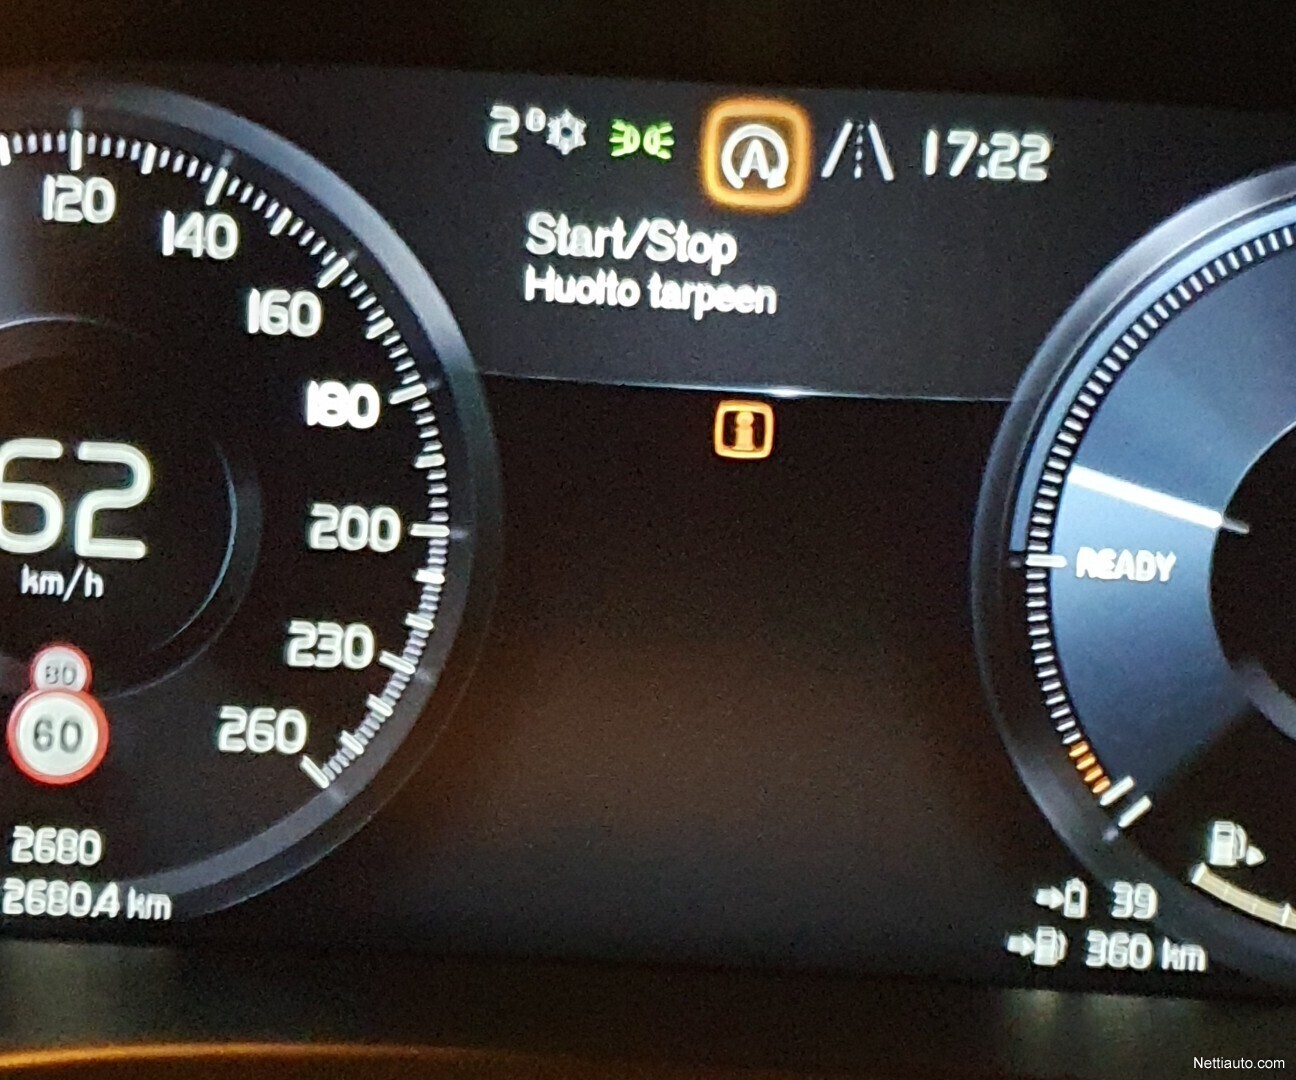 2° 17:22
A
Start/Stop
Huolto tarpeen
120
140
160
180
200
230
260
62
km/h
80
60
2680
2680.4 km
READY
39
360 km
Nettiauto.com